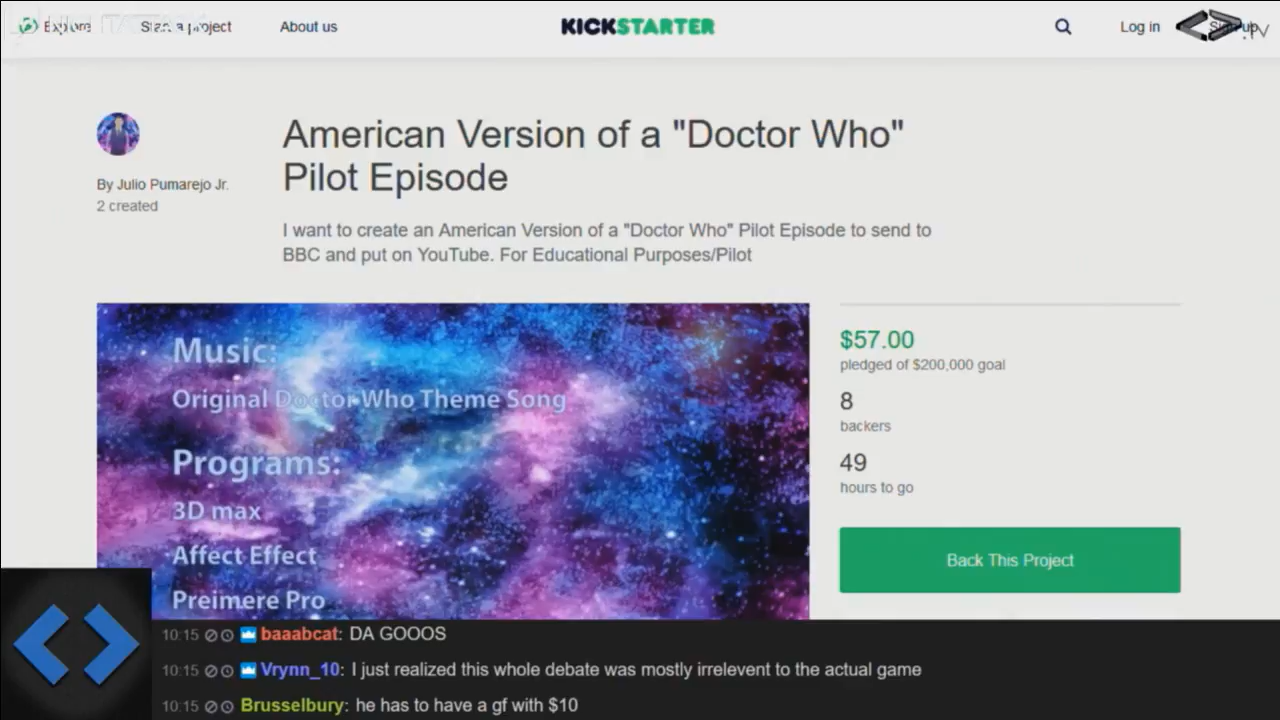 Explore
Start a project
About us
KICKSTARTER
Log in
Sign up
.tv
American Version of a "Doctor Who"
Pilot Episode
By Julio Pumarejo Jr.
2 created
I want to create an American Version of a "Doctor Who" Pilot Episode to send to
BBC and put on YouTube. For Educational Purposes/Pilot
Music:
Original Doctor Who Theme Song
Programs:
3D max
Affect Effect
Preimere Pro
$57.00
pledged of $200,000 goal
8
backers
49
hours to go
Back This Project
10:15 baaabcat: DA GOOOS
10:15 Vrynn_10: I just realized this whole debate was mostly irrelevent to the actual game
10:15 Brusselbury: he has to have a gf with $10